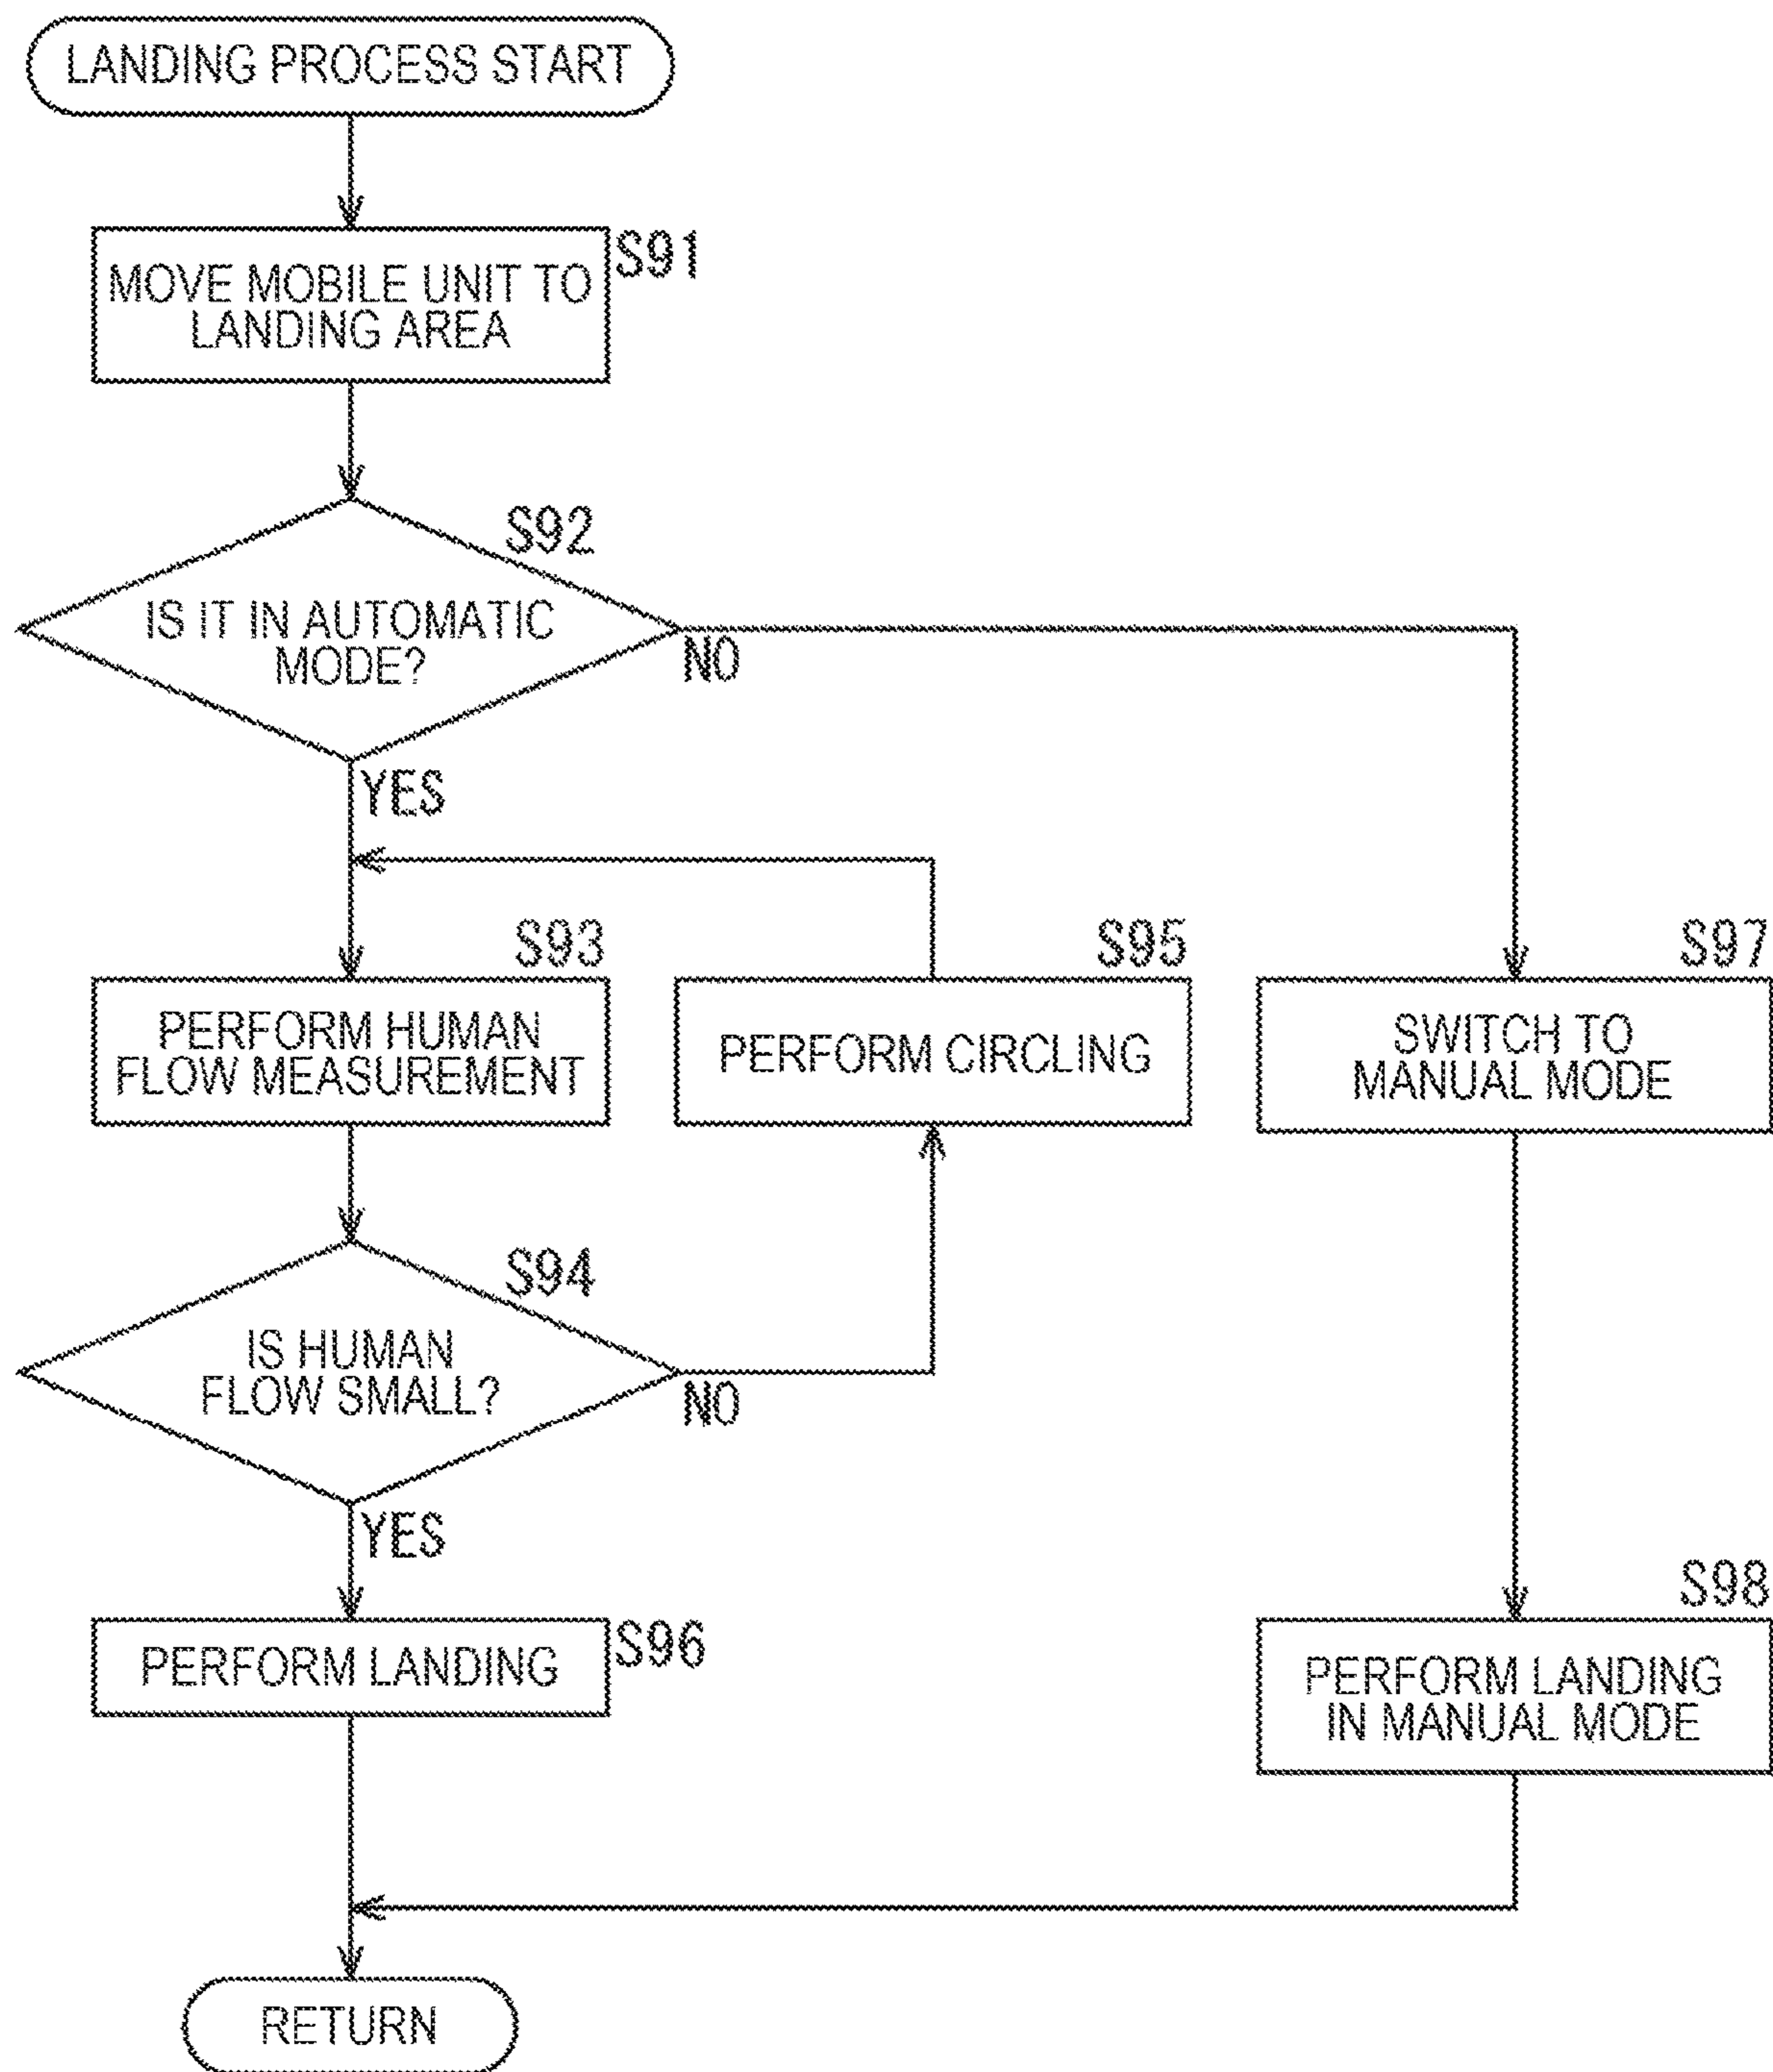 LANDING PROCESS START
S91
MOVE MOBILE UNIT TO
LANDING AREA
S92
IS IT IN AUTOMATIC
MODE?
NO
YES
S93
PERFORM HUMAN
FLOW MEASUREMENT
S95
PERFORM CIRCLING
S97
SWITCH TO
MANUAL MODE
S94
IS HUMAN
FLOW SMALL?
NO
YES
S96
PERFORM LANDING
S98
PERFORM LANDING
IN MANUAL MODE
RETURN